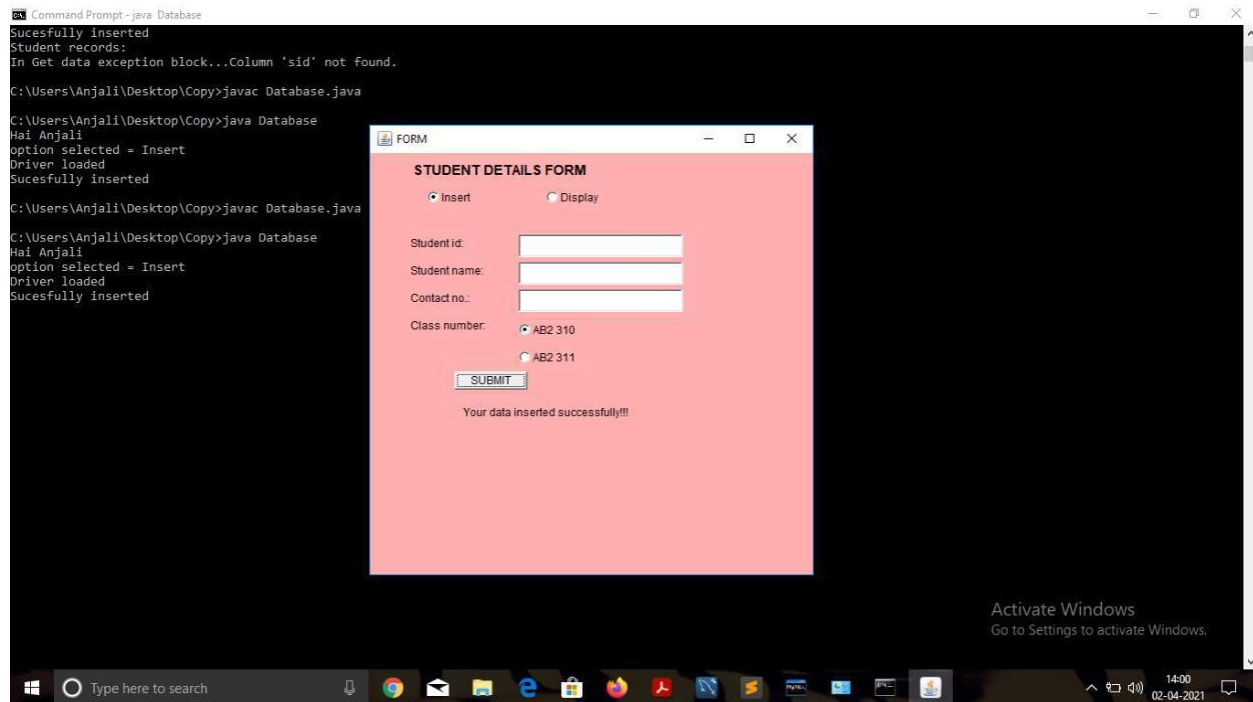 Command Prompt - java Database
Sucesfully inserted
Student records:
In Get data exception block...Column 'sid' not found.
C:\Users\Anjali\Desktop\Copy>javac Database.java
C:\Users\Anjali\Desktop\Copy>java Database
Hai Anjali
option selected = Insert
Driver loaded
Sucesfully inserted
C:\Users\Anjali\Desktop\Copy>javac Database.java
C:\Users\Anjali\Desktop\Copy>java Database
Hai Anjali
option selected = Insert
Driver loaded
Sucesfully inserted
FORM
STUDENT DETAILS FORM
Insert Display
Student id:
Student name:
Contact no.:
Class number: AB2 310
AB2 311
SUBMIT
Your data inserted successfully!!!
Activate Windows
Go to Settings to activate Windows.
Type here to search
14:00
02-04-2021